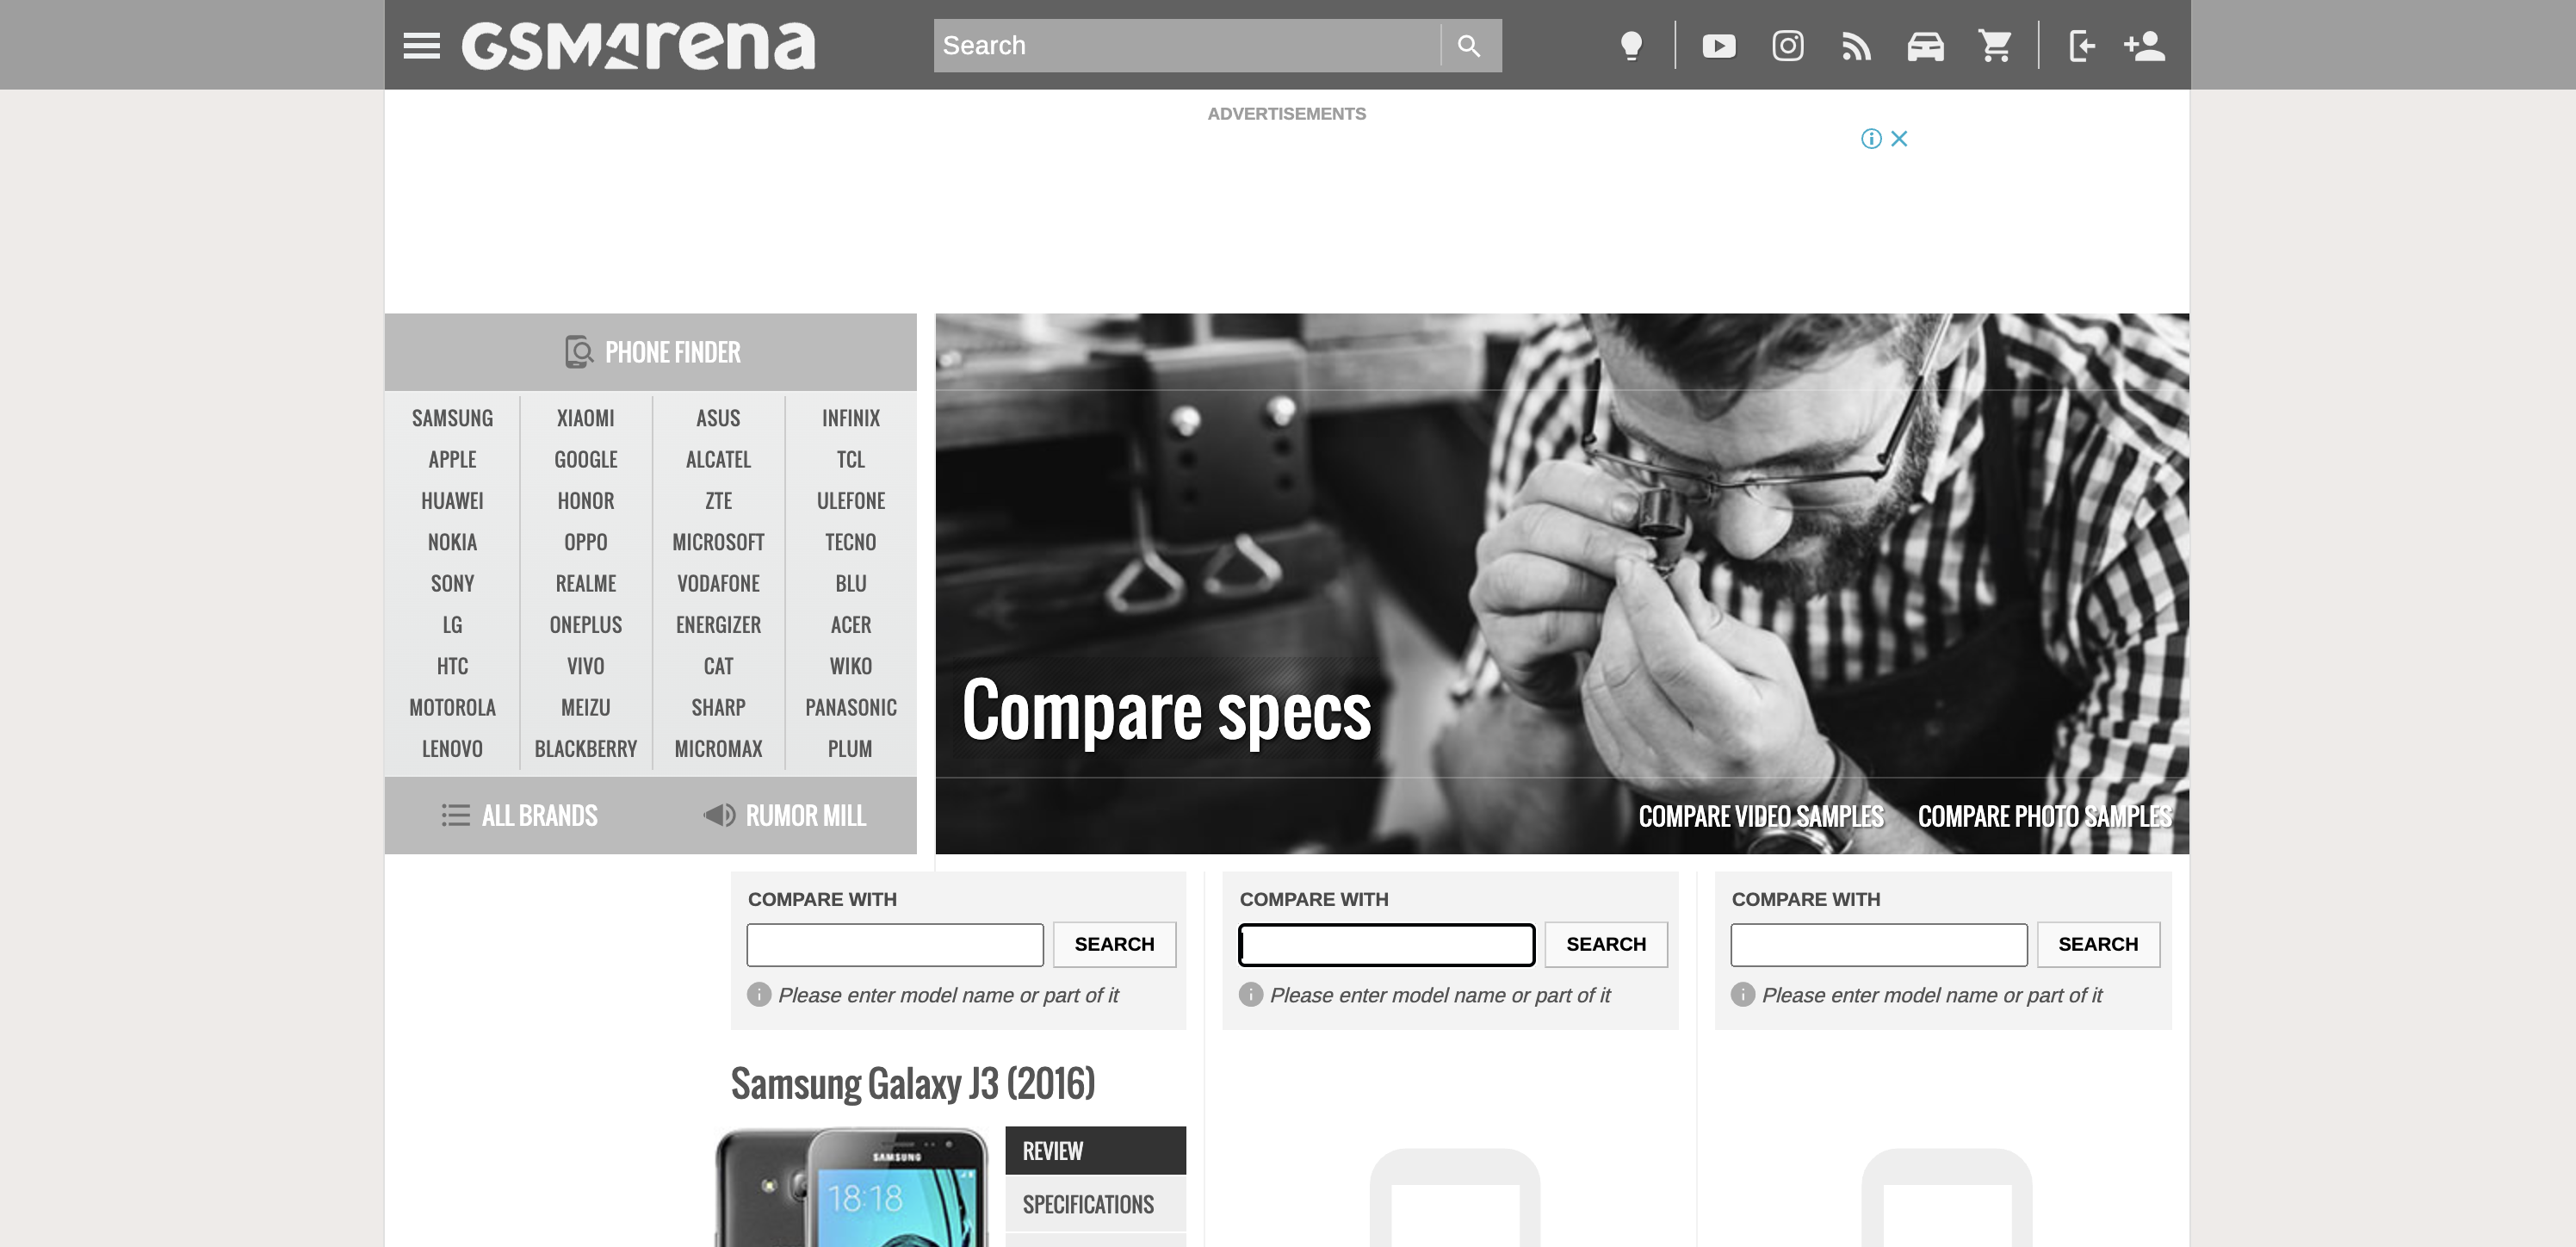 GSMArena
Search
ADVERTISEMENTS
PHONE FINDER
SAMSUNG XIAOMI ASUS INFINIX
APPLE GOOGLE ALCATEL TCL
HUAWEI HONOR ZTE ULEFONE
NOKIA OPPO MICROSOFT TECNO
SONY REALME VODAFONE BLU
LG ONEPLUS ENERGIZER ACER
HTC VIVO CAT WIKO
MOTOROLA MEIZU SHARP PANASONIC
LENOVO BLACKBERRY MICROMAX PLUM
ALL BRANDS RUMOR MILL
Compare specs
COMPARE VIDEO SAMPLES COMPARE PHOTO SAMPLES
COMPARE WITH COMPARE WITH COMPARE WITH
SEARCH SEARCH SEARCH
Please enter model name or part of it Please enter model name or part of it Please enter model name or part of it
Samsung Galaxy J3 (2016)
REVIEW
SAMSUNG
18:18
SPECIFICATIONS